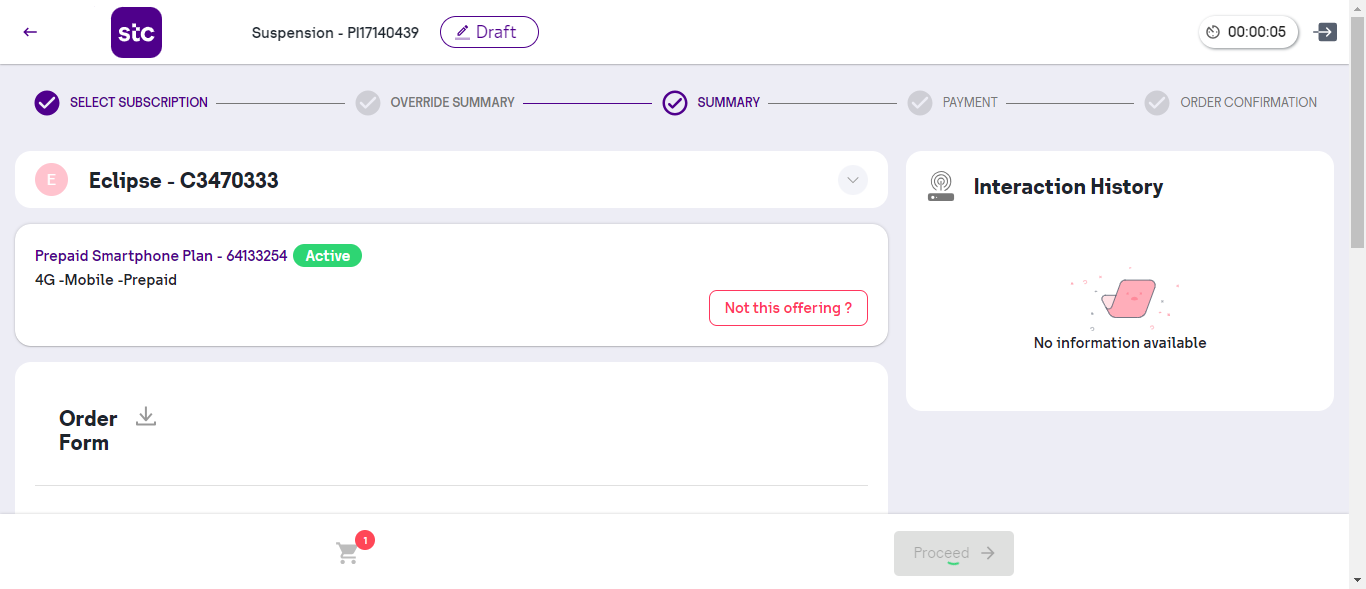 stc
Suspension - PI17140439
Draft
00:00:05
SELECT SUBSCRIPTION
OVERRIDE SUMMARY
SUMMARY
PAYMENT
ORDER CONFIRMATION
E
Eclipse - C3470333
Prepaid Smartphone Plan - 64133254
Active
4G -Mobile -Prepaid
Not this offering ?
Order
Form
Interaction History
No information available
1
Proceed